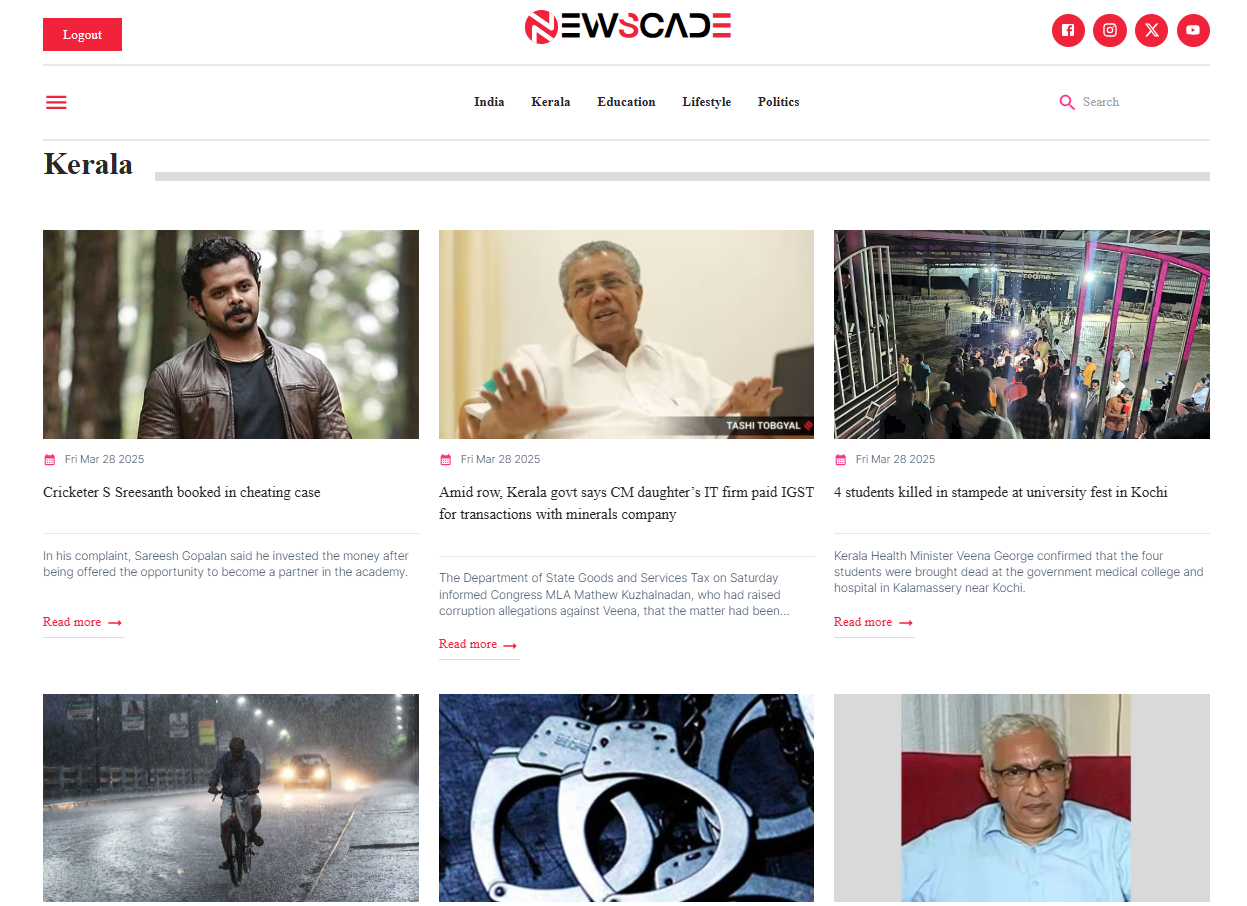 Logout
NEWSCADE
India Kerala Education Lifestyle Politics
Search
Kerala
realme
TASHI TOBGYAL
Fri Mar 28 2025
Cricketer S Sreesanth booked in cheating case
In his complaint, Sareesh Gopalan said he invested the money after
being offered the opportunity to become a partner in the academy.
Read more
Fri Mar 28 2025
Amid row, Kerala govt says CM daughter’s IT firm paid IGST
for transactions with minerals company
The Department of State Goods and Services Tax on Saturday
informed Congress MLA Mathew Kuzhalnadan, who had raised
corruption allegations against Veena, that the matter had been...
Read more
Fri Mar 28 2025
4 students killed in stampede at university fest in Kochi
Kerala Health Minister Veena George confirmed that the four
students were brought dead at the government medical college and
hospital in Kalamassery near Kochi.
Read more